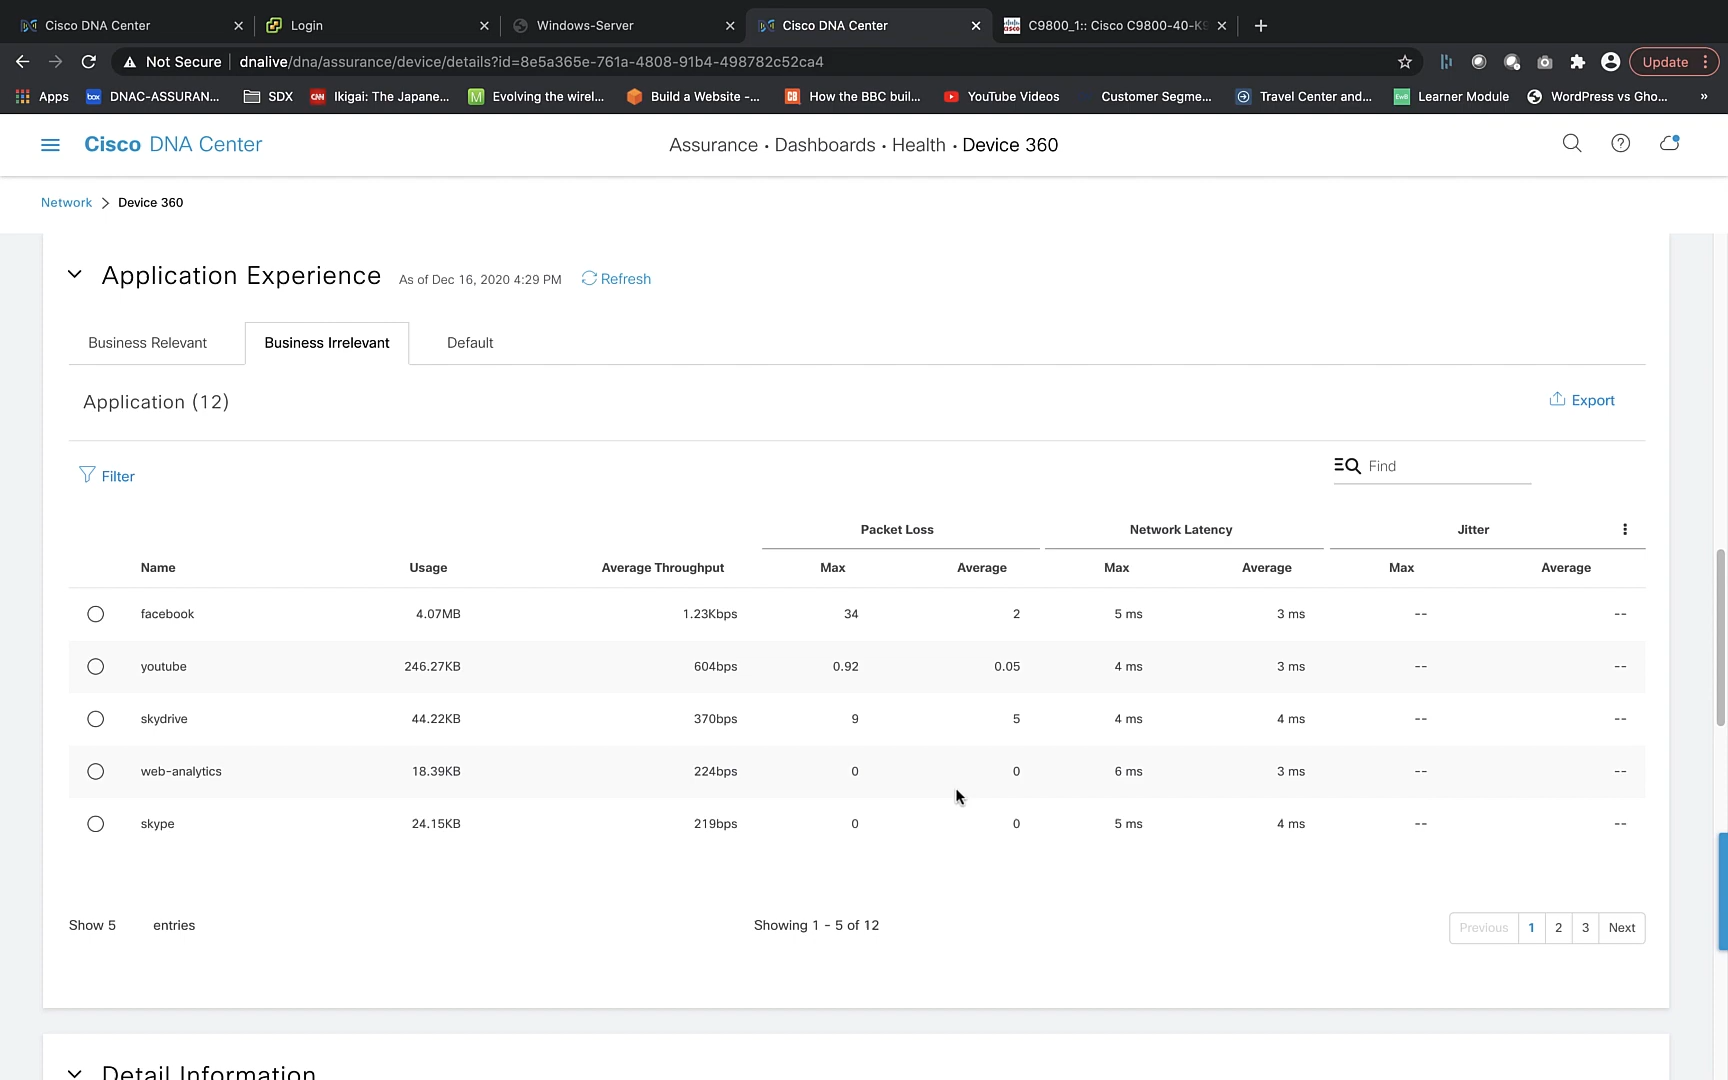 Cisco DNA Center
Login
Windows-Server
Cisco DNA Center
C9800_1:: Cisco C9800-40-K9
Not Secure
dnalive/dna/assurance/device/details?id=8e5a365e-761a-4808-91b4-498782c52ca4
Update
Apps
DNAC-ASSURAN...
SDX
Ikigai: The Japane...
Evolving the wirel...
Build a Website -...
How the BBC buil...
YouTube Videos
Customer Segme...
Travel Center and...
Learner Module
WordPress vs Gho...
»
Cisco DNA Center
Assurance • Dashboards • Health • Device 360
Network > Device 360
Application Experience As of Dec 16, 2020 4:29 PM Refresh
Business Relevant Business Irrelevant Default
Application (12) Export
Filter Find
Packet Loss Network Latency Jitter
Name Usage Average Throughput Max Average Max Average Max Average
facebook 4.07MB 1.23Kbps 34 2 5 ms 3 ms -- --
youtube 246.27KB 604bps 0.92 0.05 4 ms 3 ms -- --
skydrive 44.22KB 370bps 9 5 4 ms 4 ms -- --
web-analytics 18.39KB 224bps 0 0 6 ms 3 ms -- --
skype 24.15KB 219bps 0 0 5 ms 4 ms -- --
Show 5 entries Showing 1 - 5 of 12 Previous 1 2 3 Next
Detail Information